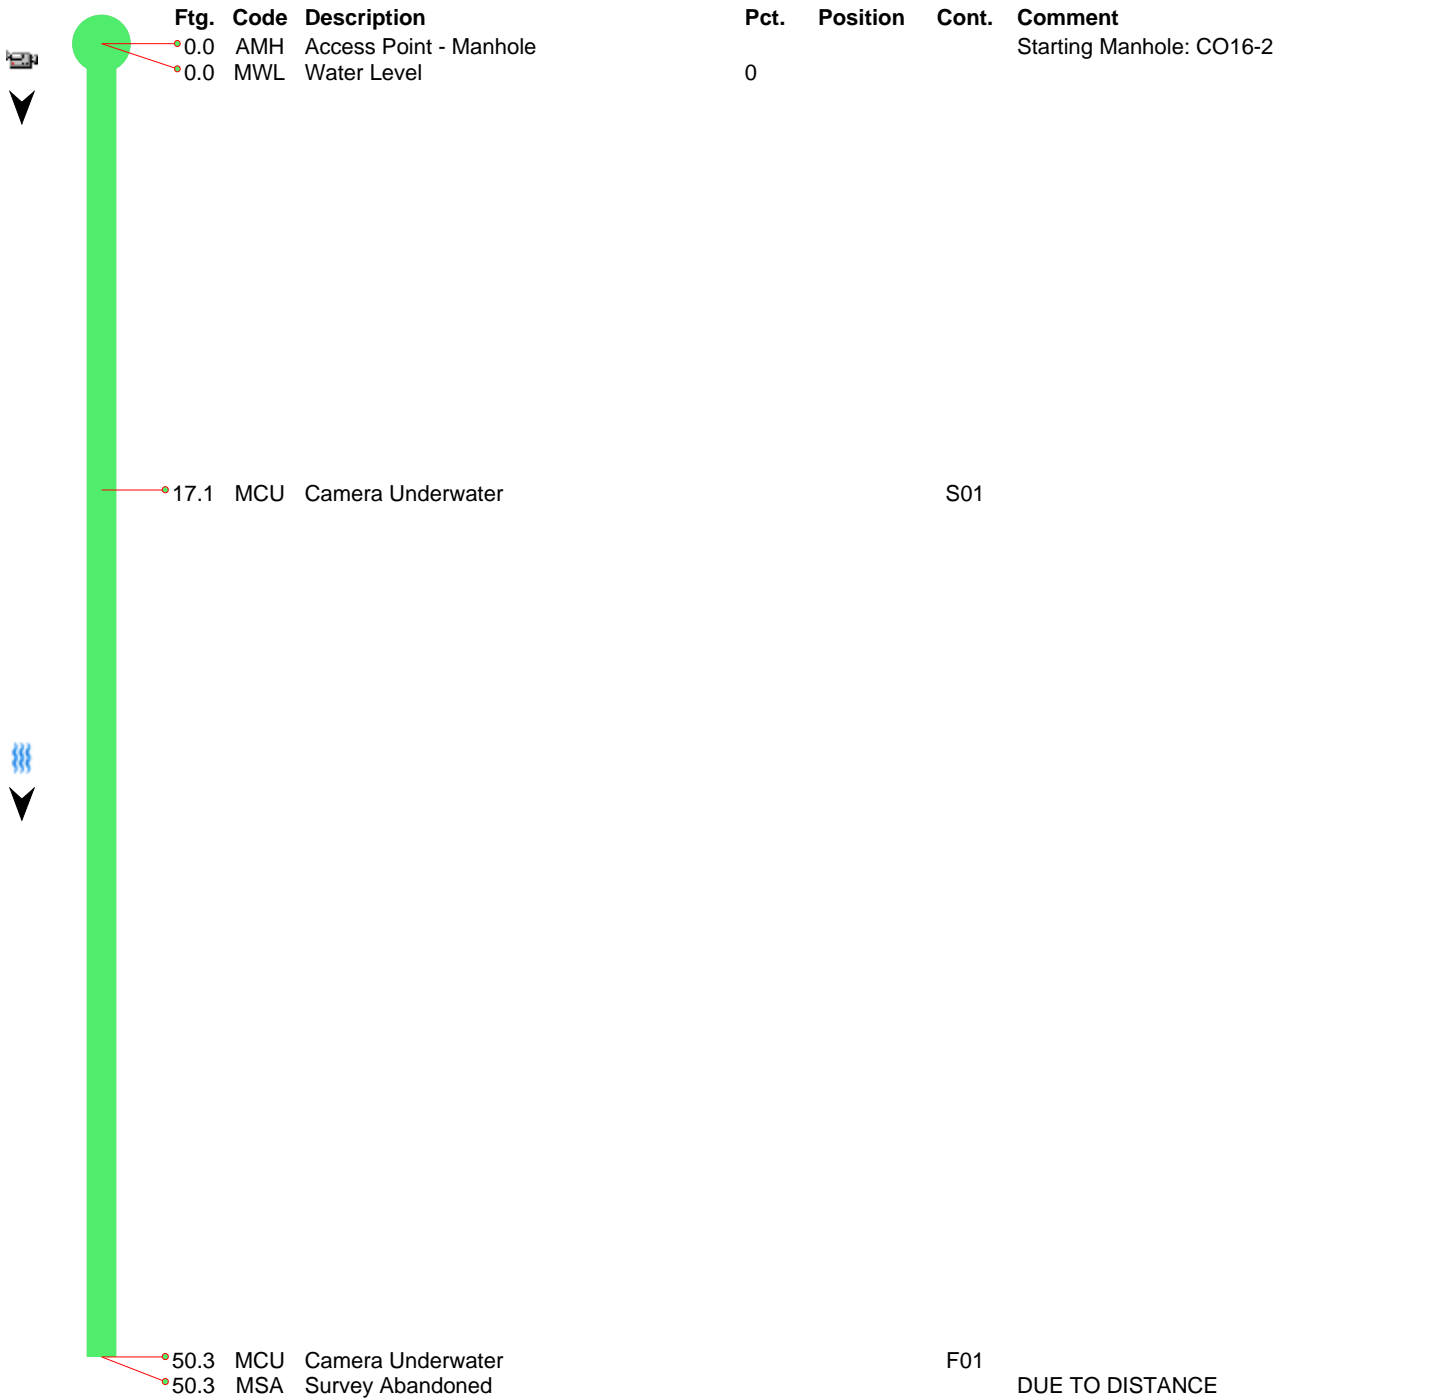 Ftg. Code Description Pct. Position Cont. Comment
0.0 AMH Access Point - Manhole Starting Manhole: CO16-2
0.0 MWL Water Level 0
17.1 MCU Camera Underwater S01
50.3 MCU Camera Underwater F01
50.3 MSA Survey Abandoned DUE TO DISTANCE